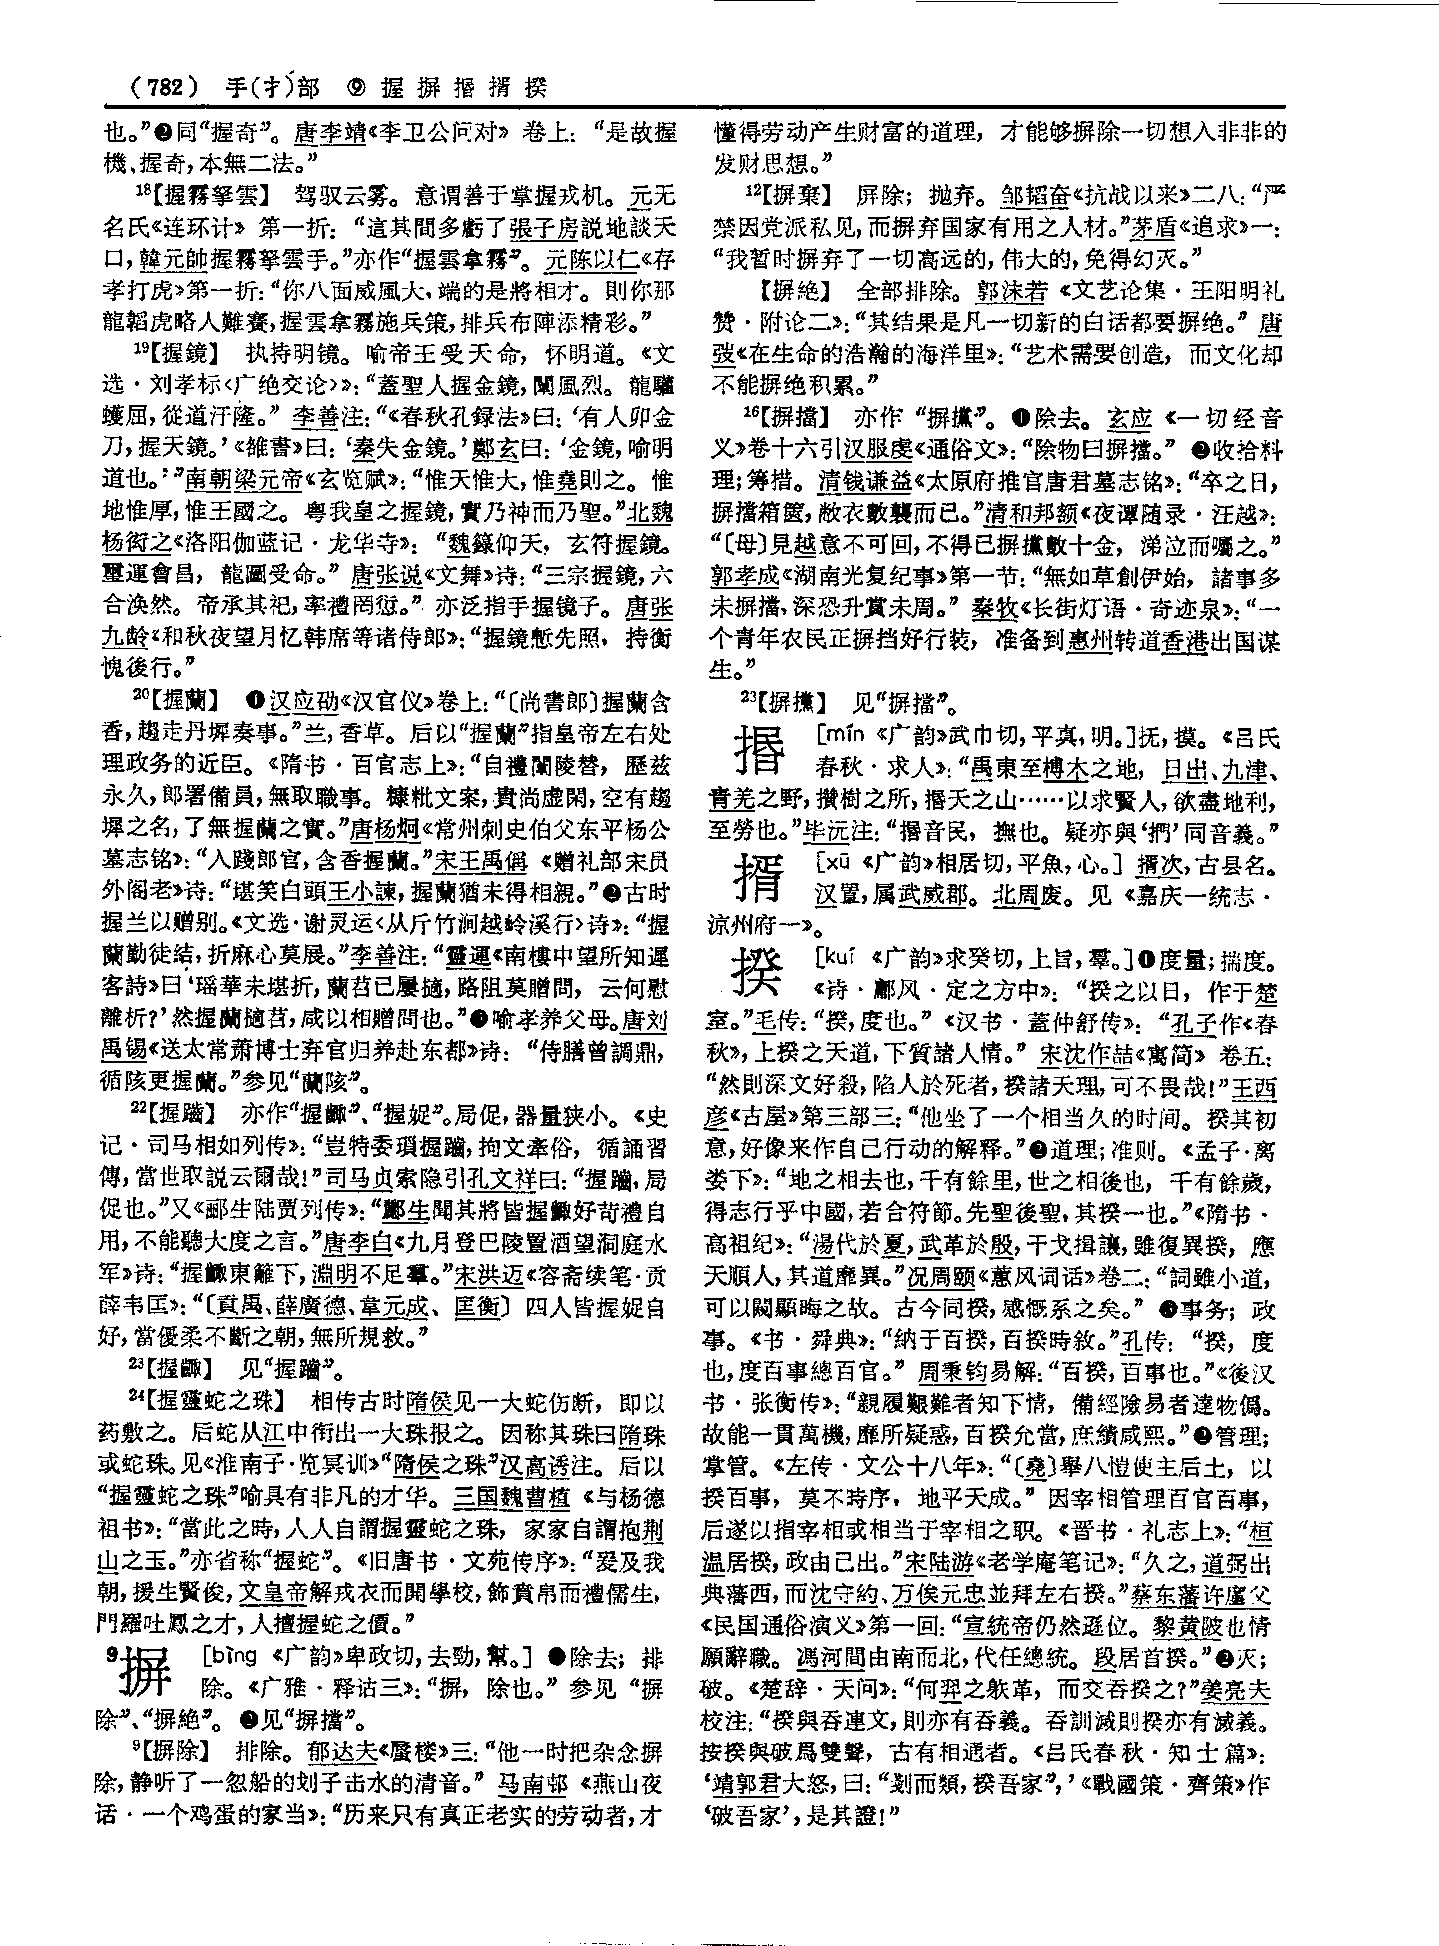 (782) 手(扌)部 ⑨ 握摒揝揟揆
也。”❷同“握奇”。唐李靖《李卫公问对》卷上：“是故握
機、握奇，本無二法。”
18【握霧拏雲】 驾驭云雾。意谓善于掌握戎机。元无
名氏《连环计》第一折：“這其間多虧了張子房説地談天
口，韓元帥握霧拏雲手。”亦作“握雲拿霧”。元陈以仁《存
孝打虎》第一折：“你八面威風大，端的是將相才。則你那
龍韜虎略人難賽，握雲拿霧施兵策，排兵布陣添精彩。”
19【握鏡】 执持明镜。喻帝王受天命，怀明道。《文
选·刘孝标〈广绝交论〉》：“蓋聖人握金鏡，闡風烈。龍驤
蠖屈，從道汙隆。”李善注：“《春秋孔録法》曰：‘有人卯金
刀，握天鏡。’《雒書》曰：‘秦失金鏡。’鄭玄曰：‘金鏡，喻明
道也。’”南朝梁元帝《玄览赋》：“惟天惟大，惟堯則之。惟
地惟厚，惟王國之。粤我皇之握鏡，實乃神而乃聖。”北魏
杨衒之《洛阳伽蓝记·龙华寺》：“魏籙仰天，玄符握鏡。
璽運會昌，龍圖受命。”唐张说《文舞》诗：“三宗握鏡，六
合涣然。帝承其祀，率禮罔愆。”亦泛指手握镜子。唐张
九龄《和秋夜望月忆韩席等诸侍郎》：“握鏡慙先照，持衡
愧後行。”
20【握蘭】 ❶汉应劭《汉官仪》卷上：“〔尚書郎〕握蘭含
香，趨走丹墀奏事。”兰，香草。后以“握蘭”指皇帝左右处
理政务的近臣。《隋书·百官志上》：“自禮闈陵替，歷兹
永久，郎署備員，無取職事。糠粃文案，貴尚虚閑，空有趨
墀之名，了無握蘭之實。”唐杨炯《常州刺史伯父东平杨公
墓志铭》：“入踐郎官，含香握蘭。”宋王禹偁《赠礼部宋员
外阁老》诗：“堪笑白頭王小諫，握蘭猶未得相親。”❷古时
握兰以赠别。《文选·谢灵运〈从斤竹涧越岭溪行〉诗》：“握
蘭勤徒結，折麻心莫展。”李善注：“靈運《南樓中望所知遲
客詩》曰‘瑶華未堪折，蘭苕已屢摘，路阻莫贈問，云何慰
離析？’然握蘭摘苕，咸以相贈問也。”❸喻孝养父母。唐刘
禹锡《送太常萧博士弃官归养赴东都》诗：“侍膳曾調鼎，
循陔更握蘭。”参见“蘭陔”。
22【握齪】 亦作“握齱”、“握娖”。局促，器量狭小。《史
记·司马相如列传》：“豈特委瑣握齪，拘文牽俗，循誦習
傳，當世取説云爾哉！”司马贞索隐引孔文祥曰：“握齪，局
促也。”又《郦生陆贾列传》：“酈生聞其將皆握齱好苛禮自
用，不能聽大度之言。”唐李白《九月登巴陵置酒望洞庭水
军》诗：“握齱東籬下，淵明不足羣。”宋洪迈《容斋续笔·贡
薛韦匡》：“〔貢禹、薛廣德、韋元成、匡衡〕四人皆握娖自
好，當優柔不斷之朝，無所規救。”
23【握齱】 见“握齪”。
24【握靈蛇之珠】 相传古时隋侯见一大蛇伤断，即以
药敷之。后蛇从江中衔出一大珠报之。因称其珠曰隋珠
或蛇珠。见《淮南子·览冥训》“隋侯之珠”汉高诱注。后以
“握靈蛇之珠”喻具有非凡的才华。三国魏曹植《与杨德
祖书》：“當此之時，人人自謂握靈蛇之珠，家家自謂抱荆
山之玉。”亦省称“握蛇”。《旧唐书·文苑传序》：“爰及我
朝，援生賢俊，文皇帝解戎衣而開學校，飾賁帛而禮儒生，
門羅吐鳳之才，人擅握蛇之價。”
9摒 [bìng《广韵》卑政切，去勁，幫。]❶除去；排
除。《广雅·释诂三》：“摒，除也。”参见“摒
除”、“摒絶”。❷见“摒擋”。
9【摒除】 排除。郁达夫《蜃楼》三：“他一时把杂念摒
除，静听了一忽船的划子击水的清音。”马南邨《燕山夜
话·一个鸡蛋的家当》：“历来只有真正老实的劳动者，才
懂得劳动产生财富的道理，才能够摒除一切想入非非的
发财思想。”
12【摒棄】 屏除；抛弃。邹韬奋《抗战以来》二八：“严
禁因党派私见，而摒弃国家有用之人材。”茅盾《追求》一：
“我暂时摒弃了一切高远的，伟大的，免得幻灭。”
【摒絶】 全部排除。郭沫若《文艺论集·王阳明礼
赞·附论二》：“其结果是凡一切新的白话都要摒绝。”唐
弢《在生命的浩瀚的海洋里》：“艺术需要创造，而文化却
不能摒绝积累。”
16【摒擋】 亦作“摒攩”。❶除去。玄应《一切经音
义》卷十六引汉服虔《通俗文》：“除物曰摒擋。”❷收拾料
理；筹措。清钱谦益《太原府推官唐君墓志铭》：“卒之日，
摒擋箱篋，敝衣數襲而已。”清和邦额《夜谭随录·汪越》：
“〔母〕見越意不可回，不得已摒攩數十金，涕泣而囑之。”
郭孝成《湖南光复纪事》第一节：“無如草創伊始，諸事多
未摒擋，深恐升賞未周。”秦牧《长街灯语·奇迹泉》：“一
个青年农民正摒挡好行装，准备到惠州转道香港出国谋
生。”
23【摒攩】 见“摒擋”。
揝 [mín《广韵》武巾切，平真，明。]抚，摸。《吕氏
春秋·求人》：“禹東至榑木之地，日出、九津、
青羌之野，攢樹之所，揝天之山……以求賢人，欲盡地利，
至勞也。”毕沅注：“揝音民，撫也。疑亦與‘捫’同音義。”
揟 [xū《广韵》相居切，平魚，心。]揟次，古县名。
汉置，属武威郡。北周废。见《嘉庆一统志·
凉州府一》。
揆 [kuí《广韵》求癸切，上旨，羣。]❶度量；揣度。
《诗·鄘风·定之方中》：“揆之以日，作于楚
室。”毛传：“揆，度也。”《汉书·蓋仲舒传》：“孔子作《春
秋》，上揆之天道，下質諸人情。”宋沈作喆《寓简》卷五：
“然則深文好殺，陷人於死者，揆諸天理，可不畏哉！”王西
彦《古屋》第三部三：“他坐了一个相当久的时间。揆其初
意，好像来作自己行动的解释。”❷道理；准则。《孟子·离
娄下》：“地之相去也，千有餘里，世之相後也，千有餘歲，
得志行乎中國，若合符節。先聖後聖，其揆一也。”《隋书·
高祖纪》：“湯代於夏，武革於殷，干戈揖讓，雖復異揆，應
天順人，其道靡異。”况周颐《蕙风词话》卷二：“詞雖小道，
可以闚顯晦之故。古今同揆，感慨系之矣。”❸事务；政
事。《书·舜典》：“納于百揆，百揆時敘。”孔传：“揆，度
也，度百事總百官。”周秉钧易解：“百揆，百事也。”《後汉
书·张衡传》：“親履艱難者知下情，備經險易者達物僞。
故能一貫萬機，靡所疑惑，百揆允當，庶績咸熙。”❹管理；
掌管。《左传·文公十八年》：“〔堯〕舉八愷使主后土，以
揆百事，莫不時序，地平天成。”因宰相管理百官百事，
后遂以指宰相或相当于宰相之职。《晋书·礼志上》：“桓
温居揆，政由己出。”宋陆游《老学庵笔记》：“久之，道弼出
典藩西，而沈守約、万俟元忠並拜左右揆。”蔡东藩许廑父
《民国通俗演义》第一回：“宣統帝仍然遜位。黎黄陂也情
願辭職。馮河間由南而北，代任總統。段居首揆。”❺灭；
破。《楚辞·天问》：“何羿之躲革，而交吞揆之？”姜亮夫
校注：“揆與吞連文，則亦有吞義。吞訓滅則揆亦有滅義。
按揆與破爲雙聲，古有相通者。《吕氏春秋·知士篇》：
‘靖郭君大怒，曰：“剗而類，揆吾家”，’《戰國策·齊策》作
‘破吾家’，是其證！”